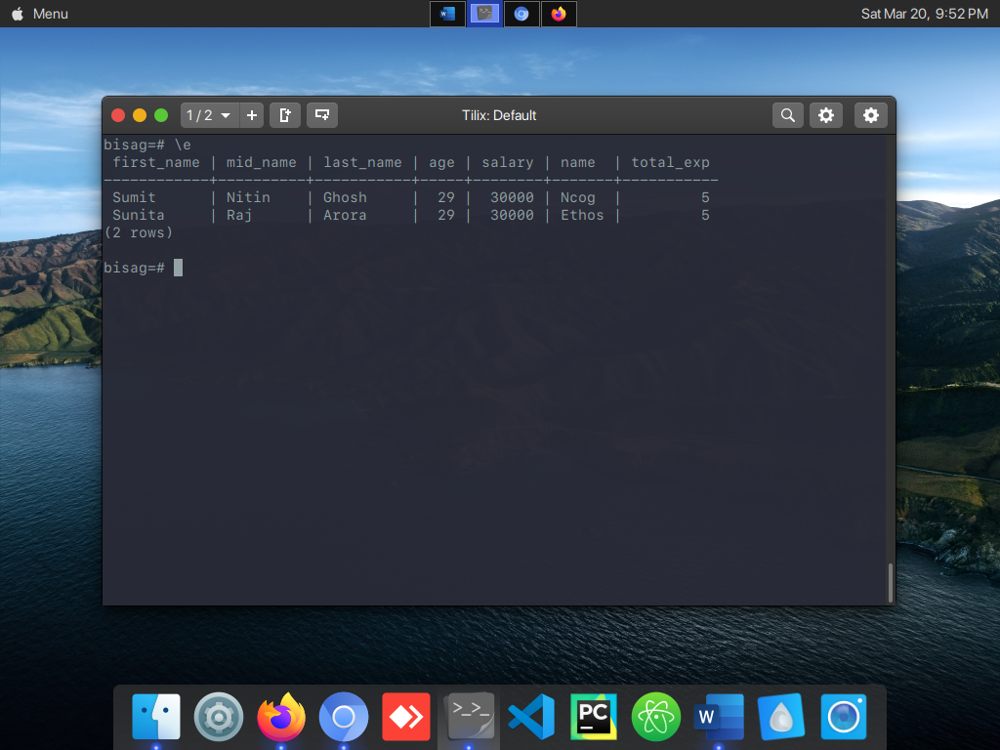 Menu
Sat Mar 20, 9:52 PM
1 / 2
Tilix: Default
bisag=# \e
first_name | mid_name | last_name | age | salary | name | total_exp
------------+----------+-----------+-----+--------+-------+-----------
Sumit | Nitin | Ghosh | 29 | 30000 | Ncog | 5
Sunita | Raj | Arora | 29 | 30000 | Ethos | 5
(2 rows)
bisag=#
>_>_
PC
W